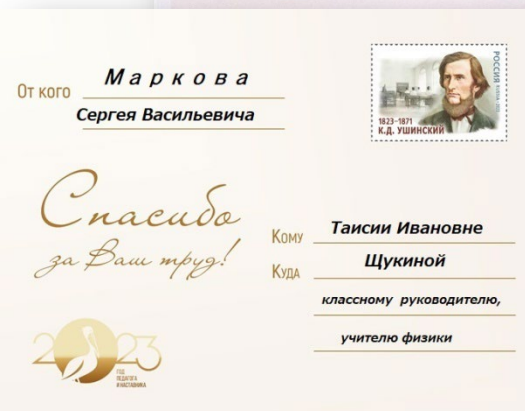 От кого Маркова
Сергея Васильевича
РОССИЯ
1823-1871
К.Д. УШИНСКИЙ
Спасибо
за Ваш труд!
Кому Таисии Ивановне
Куда Щукиной
классному руководителю,
учителю физики
2023
ГОД
ПЕДАГОГА
И НАСТАВНИКА